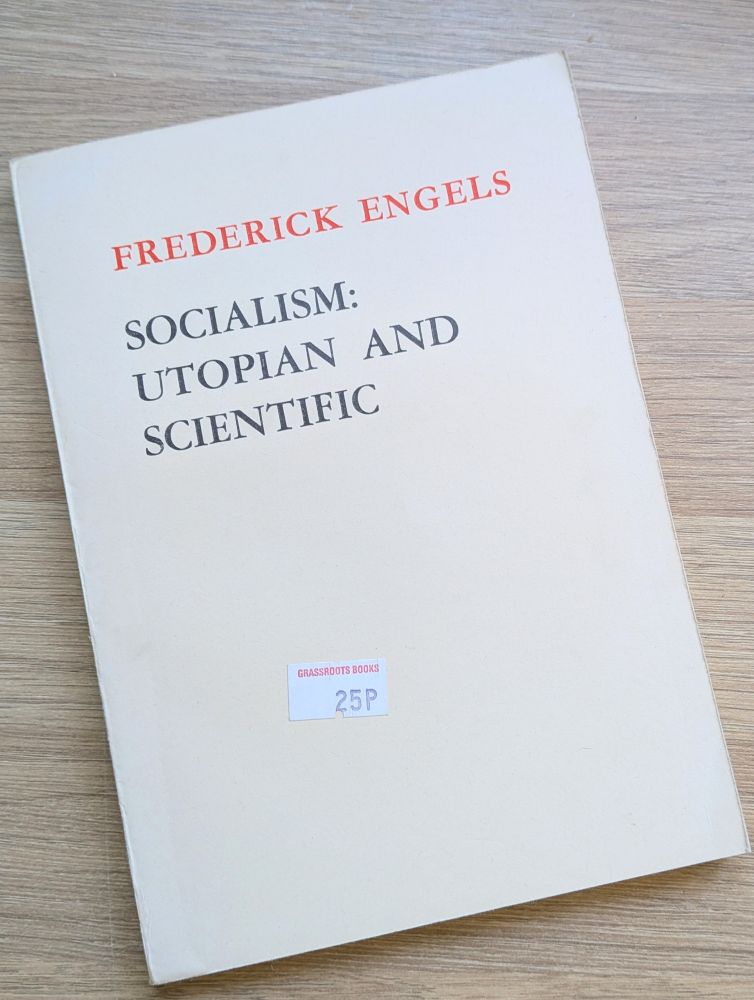 FREDERICK ENGELS
SOCIALISM:
UTOPIAN AND
SCIENTIFIC
GRASSROOTS BOOKS
25P